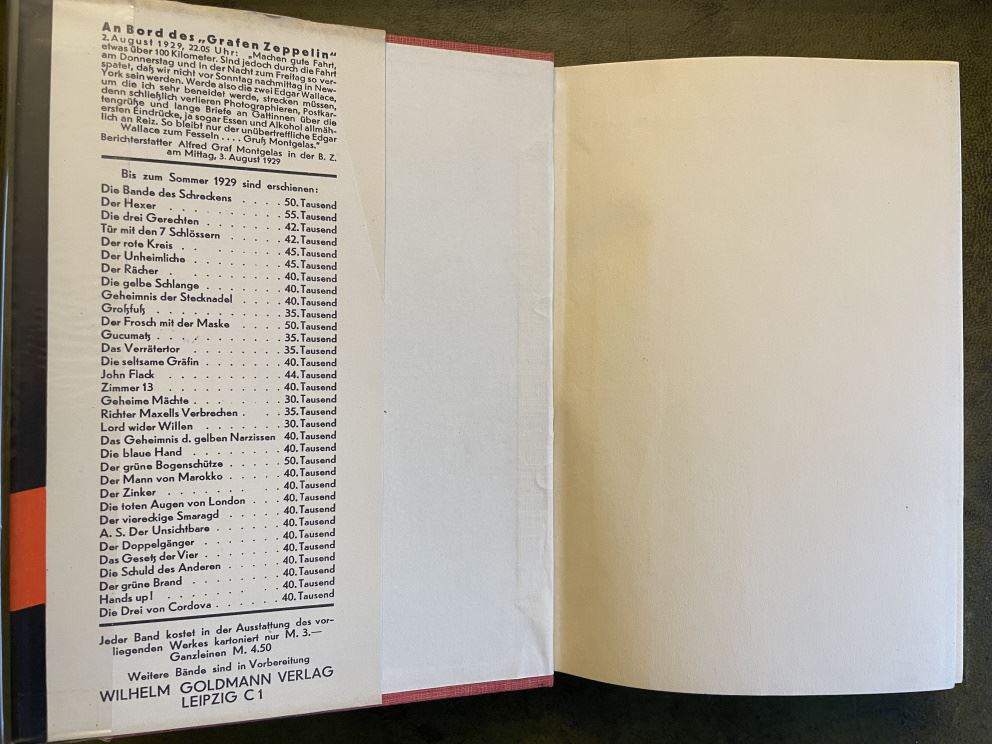 An Bord des „Grafen Zeppelin“
2. August 1929, 22.05 Uhr: „Machen gute Fahrt,
etwas über 100 Kilometer. Sind jedoch durch die Fahrt
am Donnerstag und in der Nacht zum Freitag so ver-
spätet, daß wir nicht vor Sonntag nachmittag in New-
York sein werden. Werde also die zwei Edgar Wallace,
um die ich sehr beneidet werde, strecken müssen,
denn schließlich verlieren Photographieren, Postkar-
tengrüße und lange Briefe an Gattinnen über die
ersten Eindrücke, ja sogar Essen und Alkohol allmäh-
lich an Reiz. So bleibt nur der unübertreffliche Edgar
Wallace zum Fesseln .... Gruß Montgelas.“
Berichterstatter Alfred Graf Montgelas in der B. Z.
am Mittag, 3. August 1929
Bis zum Sommer 1929 sind erschienen:
Die Bande des Schreckens . . . . 50. Tausend
Der Hexer . . . . . . . . 55. Tausend
Die drei Gerechten . . . . . . 42. Tausend
Tür mit den 7 Schlössern . . . . . 42. Tausend
Der rote Kreis . . . . . . . 45. Tausend
Der Unheimliche . . . . . . . 45. Tausend
Der Rächer . . . . . . . . 40. Tausend
Die gelbe Schlange . . . . . . 40. Tausend
Geheimnis der Stecknadel . . . . 40. Tausend
Großfuß . . . . . . . . . 35. Tausend
Der Frosch mit der Maske . . . . 50. Tausend
Gucumatz . . . . . . . . 35. Tausend
Das Verrätertor . . . . . . . 35. Tausend
Die seltsame Gräfin . . . . . . 40. Tausend
John Flack . . . . . . . . 44. Tausend
Zimmer 13 . . . . . . . . 40. Tausend
Geheime Mächte . . . . . . . 30. Tausend
Richter Maxells Verbrechen . . . . 35. Tausend
Lord wider Willen . . . . . . 30. Tausend
Das Geheimnis d. gelben Narzissen 40. Tausend
Die blaue Hand . . . . . . . 40. Tausend
Der grüne Bogenschütze . . . . . 50. Tausend
Der Mann von Marokko . . . . . 40. Tausend
Der Zinker . . . . . . . . 40. Tausend
Die toten Augen von London . . . 40. Tausend
Der viereckige Smaragd . . . . . 40. Tausend
A. S. Der Unsichtbare . . . . . 40. Tausend
Der Doppelgänger . . . . . . 40. Tausend
Das Gesetz der Vier . . . . . . 40. Tausend
Die Schuld des Anderen . . . . . 40. Tausend
Der grüne Brand . . . . . . . 40. Tausend
Hands up! . . . . . . . . 40. Tausend
Die Drei von Cordova . . . . . 40. Tausend
Jeder Band kostet in der Ausstattung des vor-
liegenden Werkes kartoniert nur M. 3.—
Ganzleinen M. 4.50
Weitere Bände sind in Vorbereitung
WILHELM GOLDMANN VERLAG
LEIPZIG C 1